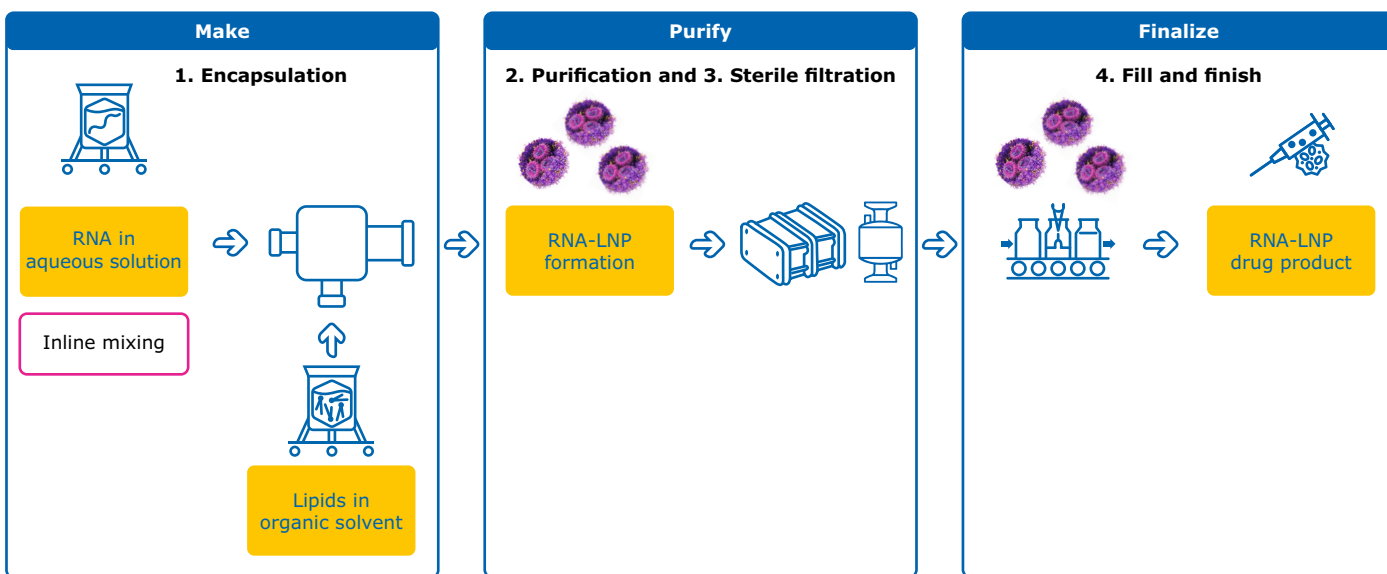 Make
1. Encapsulation
RNA in
aqueous solution
Inline mixing
Lipids in
organic solvent
Purify
2. Purification and 3. Sterile filtration
RNA-LNP
formation
Finalize
4. Fill and finish
RNA-LNP
drug product